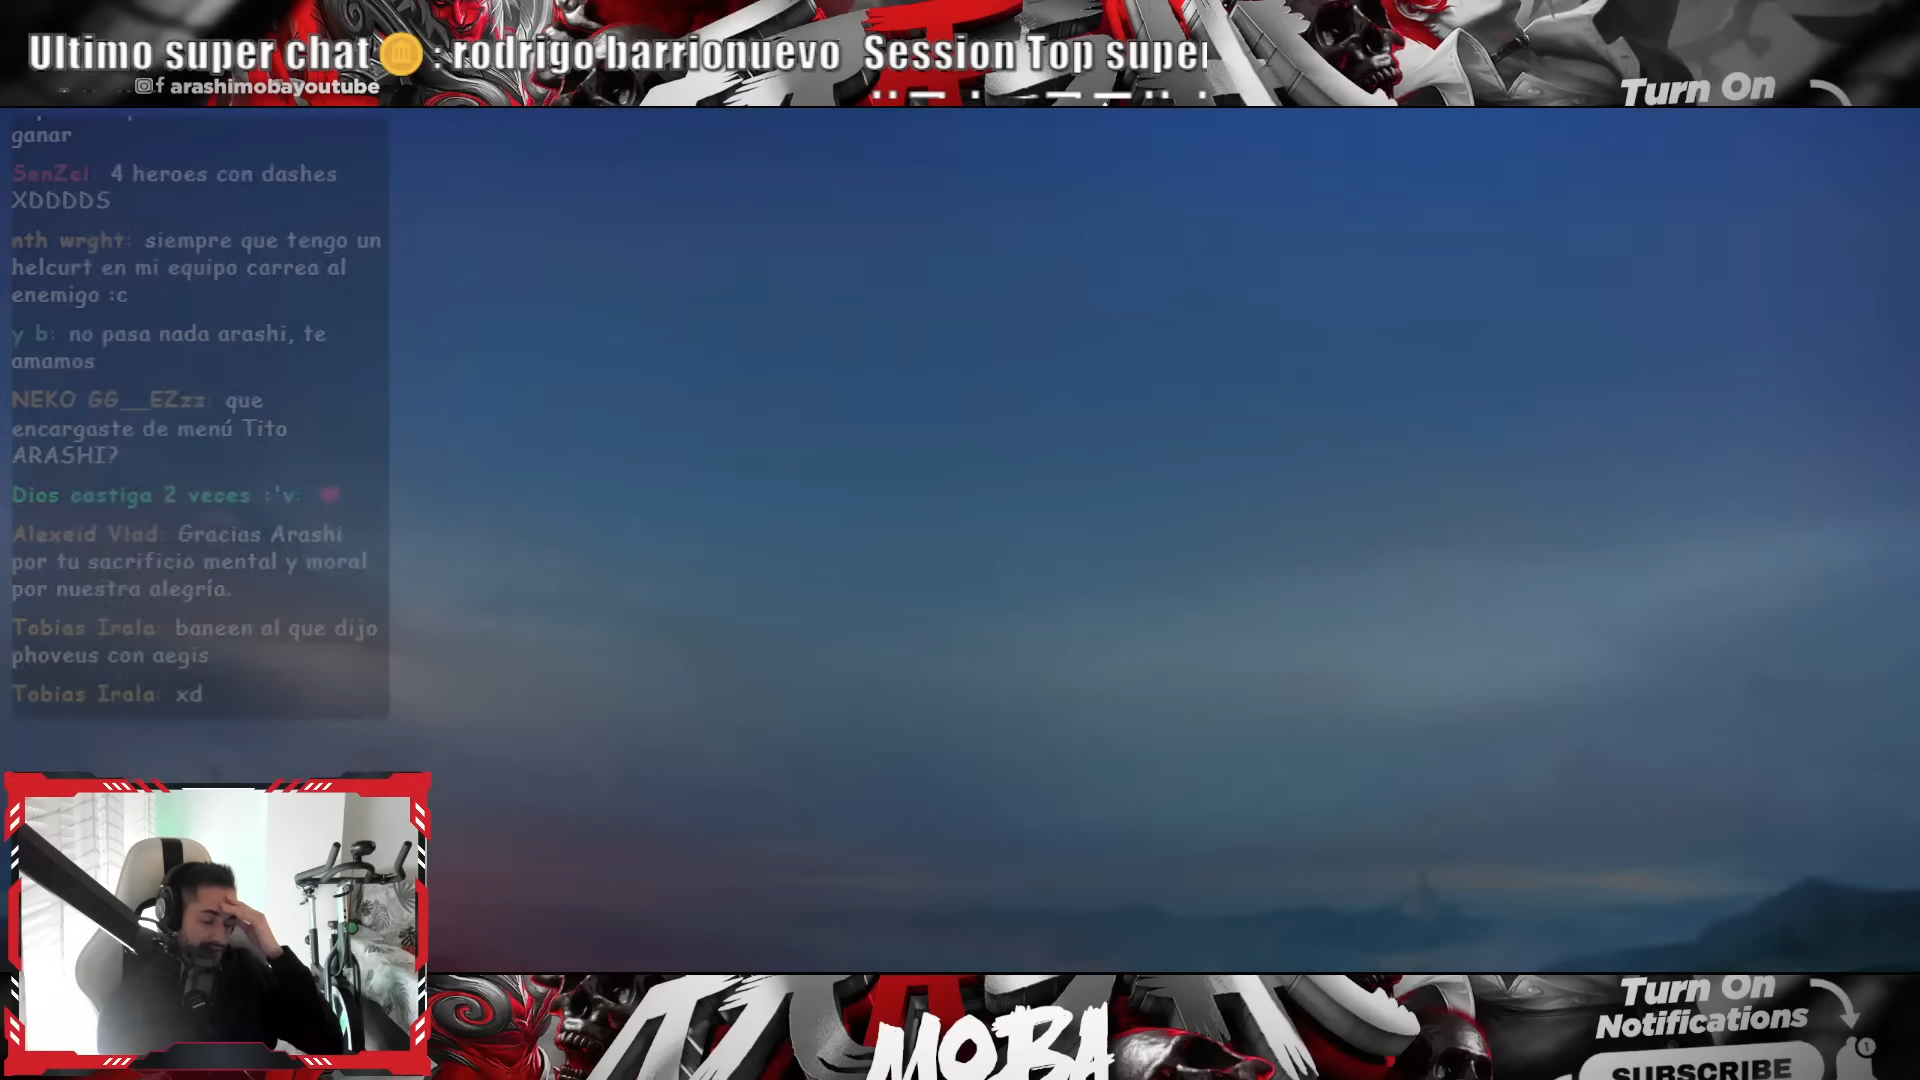 Ultimo super chat : rodrigo barrionuevo Session Top super
arashimobayoutube
Turn On
ganar
SenZel: 4 heroes con dashes
XDDDDS
nth wrght: siempre que tengo un
helcurt en mi equipo carrea al
enemigo :c
y b: no pasa nada arashi, te
amamos
NEKO GG__EZzz: que
encargaste de menú Tito
ARASHI?
Dios castiga 2 veces :'v:
Alexeid Vlad: Gracias Arashi
por tu sacrificio mental y moral
por nuestra alegría.
Tobias Irala: baneen al que dijo
phoveus con aegis
Tobias Irala: xd
MOBA
Turn On
Notifications
SUBSCRIBE
1